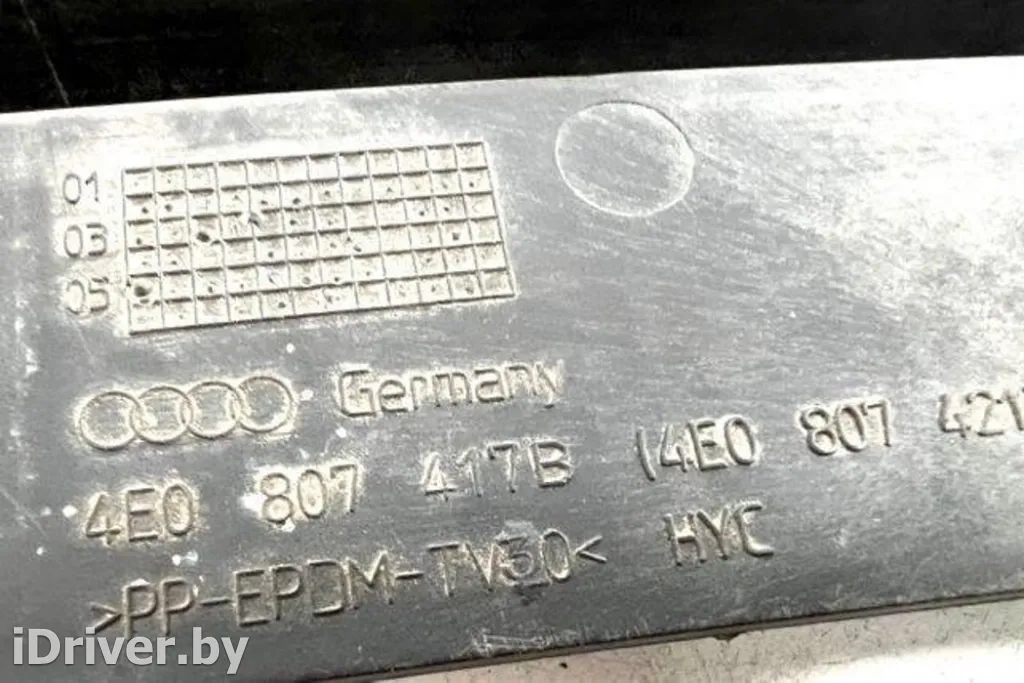 01
03
05
Germany
4E0 807 417B (4E0 807 421
>PP-EPDM-TV30< HYC
iDriver.by